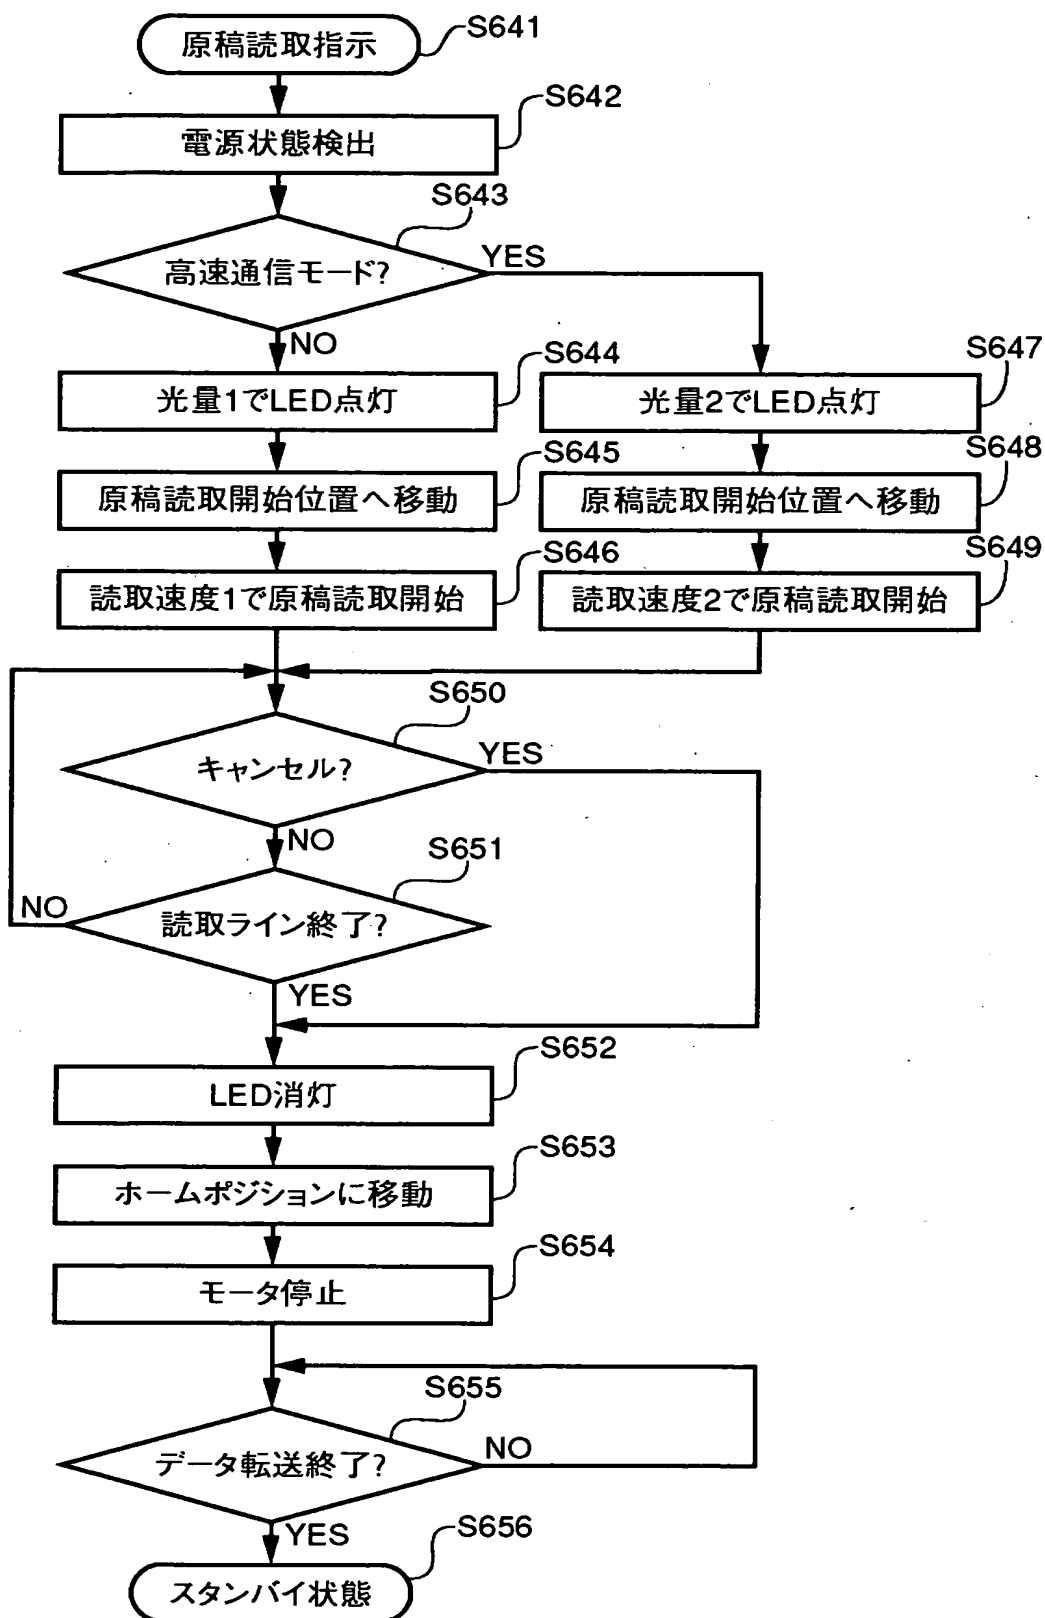 原稿読取指示
S641
S642
電源状態検出
S643
高速通信モード?
YES
NO
S644
光量1でLED点灯
S647
光量2でLED点灯
S645
原稿読取開始位置へ移動
S648
原稿読取開始位置へ移動
S646
読取速度1で原稿読取開始
S649
読取速度2で原稿読取開始
S650
キャンセル?
YES
NO
S651
読取ライン終了?
NO
YES
S652
LED消灯
S653
ホームポジションに移動
S654
モータ停止
S655
データ転送終了?
NO
YES
S656
スタンバイ状態